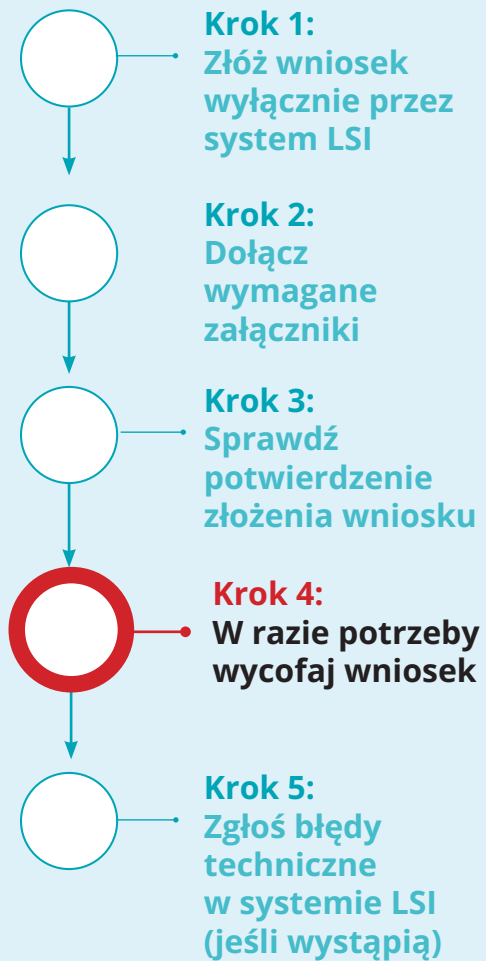 Krok 1:
Złóż wniosek
wyłącznie przez
system LSI
Krok 2:
Dołącz
wymagane
załączniki
Krok 3:
Sprawdź
potwierdzenie
złożenia wniosku
Krok 4:
W razie potrzeby
wycofaj wniosek
Krok 5:
Zgłoś błędy
techniczne
w systemie LSI
(jeśli wystąpią)